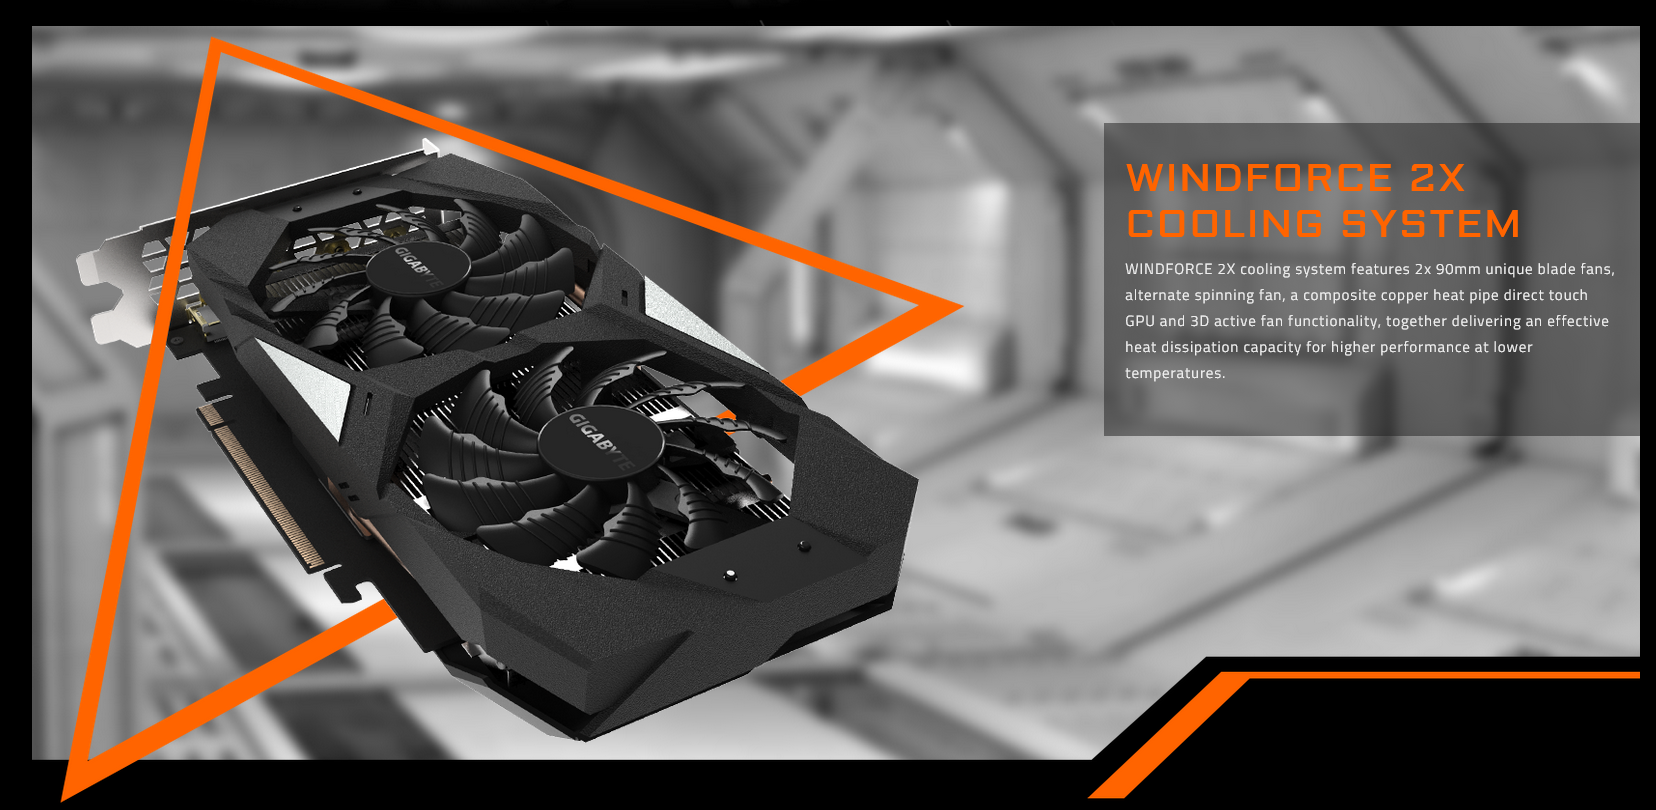 WINDFORCE 2X
COOLING SYSTEM
WINDFORCE 2X cooling system features 2x 90mm unique blade fans,
alternate spinning fan, a composite copper heat pipe direct touch
GPU and 3D active fan functionality, together delivering an effective
heat dissipation capacity for higher performance at lower
temperatures.
GIGABYTE
GIGABYTE